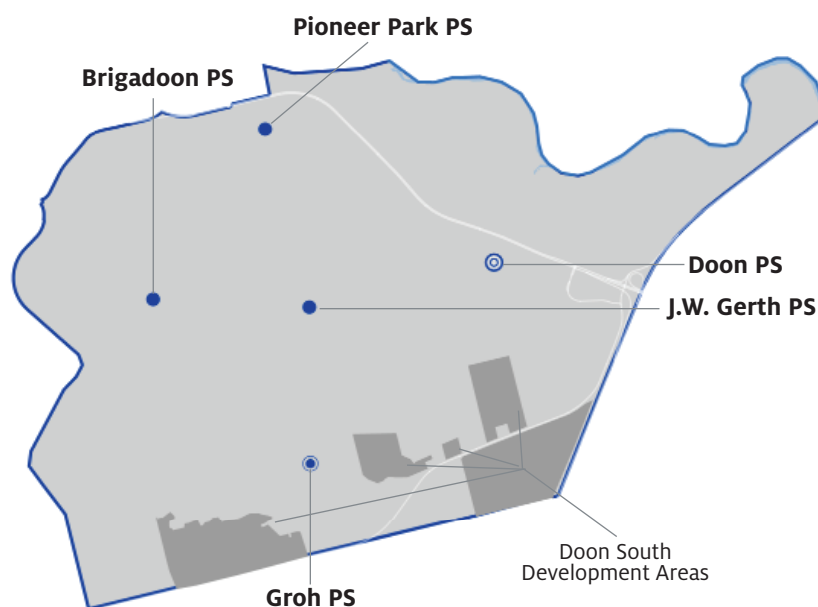 Pioneer Park PS
Brigadoon PS
Doon PS
J.W. Gerth PS
Doon South
Development Areas
Groh PS